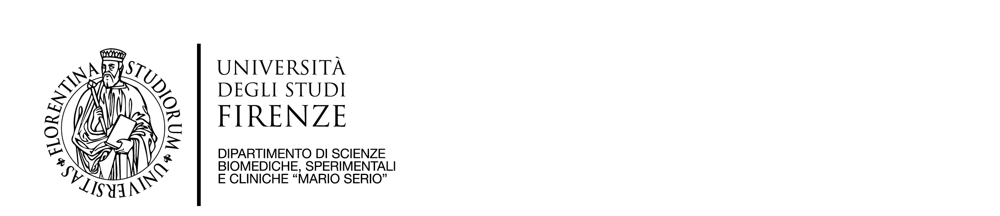 FLORENTINA STUDIORUM UNIVERSITAS
UNIVERSITÀ
DEGLI STUDI
FIRENZE
DIPARTIMENTO DI SCIENZE
BIOMEDICHE, SPERIMENTALI
E CLINICHE “MARIO SERIO”